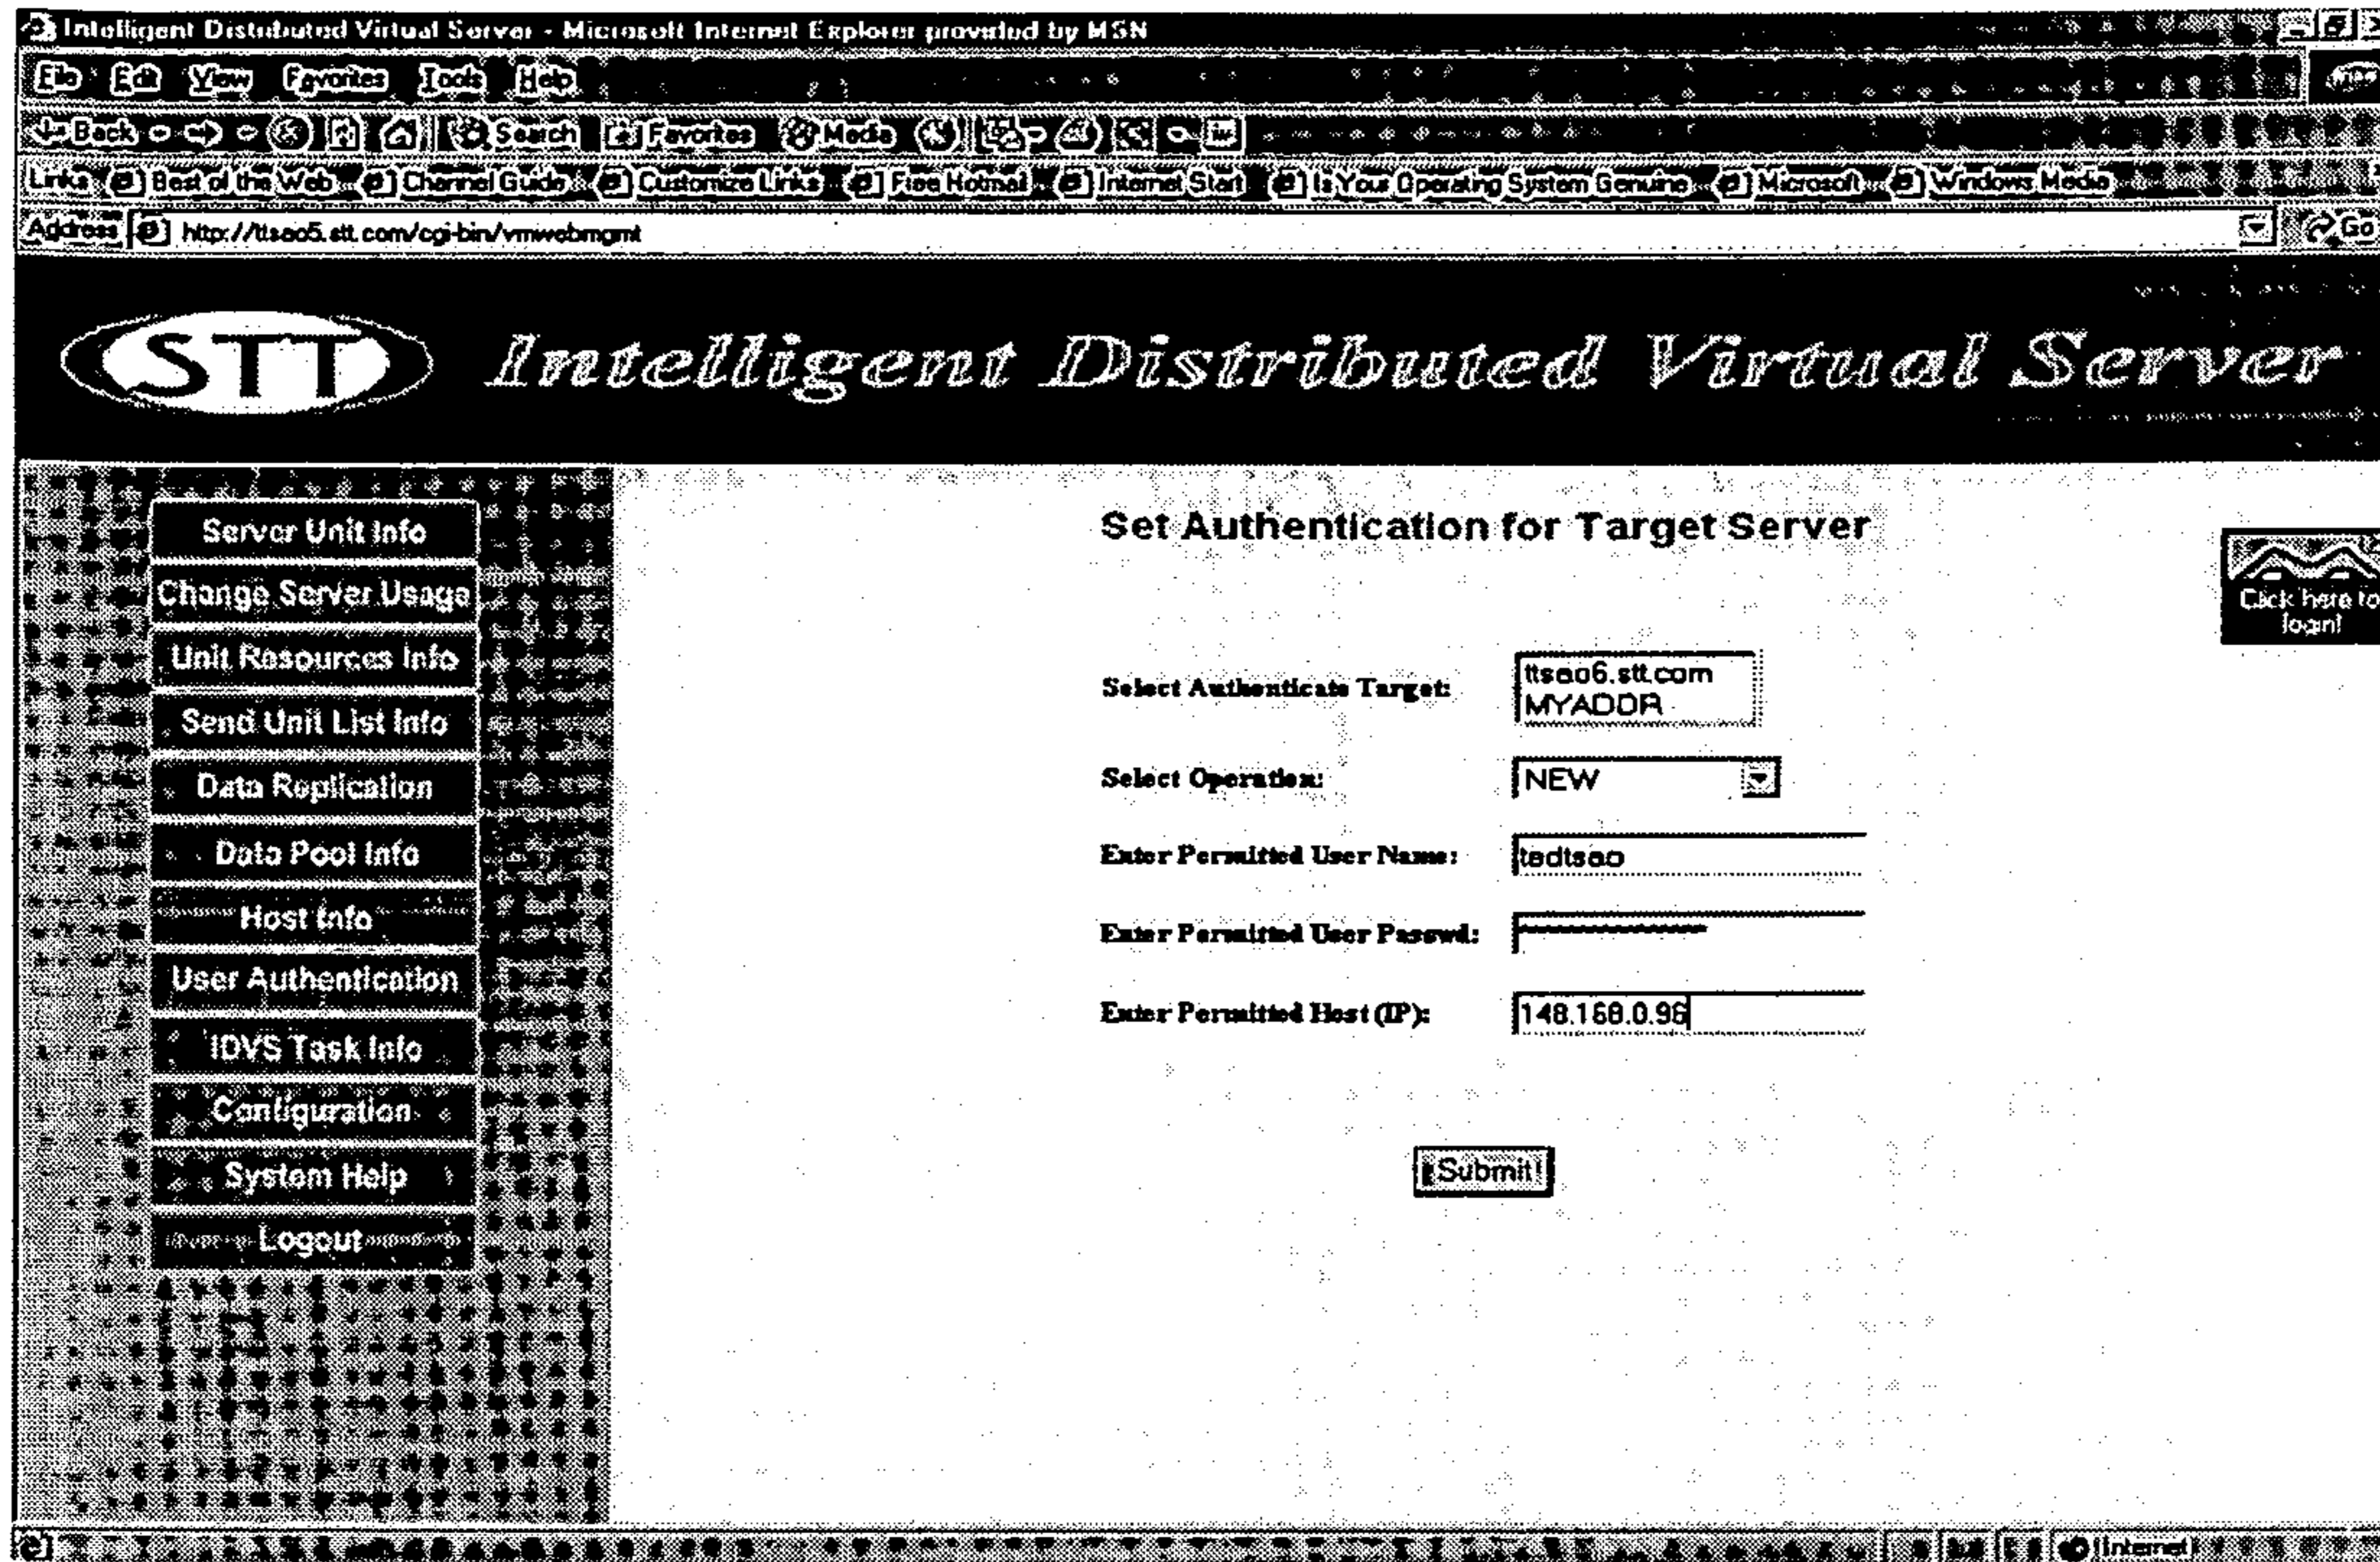 Intelligent Distributed Virtual Server - Microsoft Internet Explorer provided by MSN
File Edit View Favorites Tools Help
Back Search Favorites Media
Links Best of the Web Channel Guide Customize Links Free Hotmail Internet Start Is Your Operating System Genuine Microsoft Windows Media
Address http://ttsao5.stt.com/cgi-bin/vmwebmgmt Go
STT Intelligent Distributed Virtual Server
Server Unit Info
Change Server Usage
Unit Resources Info
Send Unit List Info
Data Replication
Data Pool Info
Host Info
User Authentication
IDVS Task Info
Configuration
System Help
Logout
Set Authentication for Target Server
Click here to
login!
Select Authenticate Target: ttsao6.stt.com
MYADDR
Select Operation: NEW
Enter Permitted User Name: tedtsao
Enter Permitted User Passwd:
Enter Permitted Host (IP): 148.168.0.96
Submit
Internet